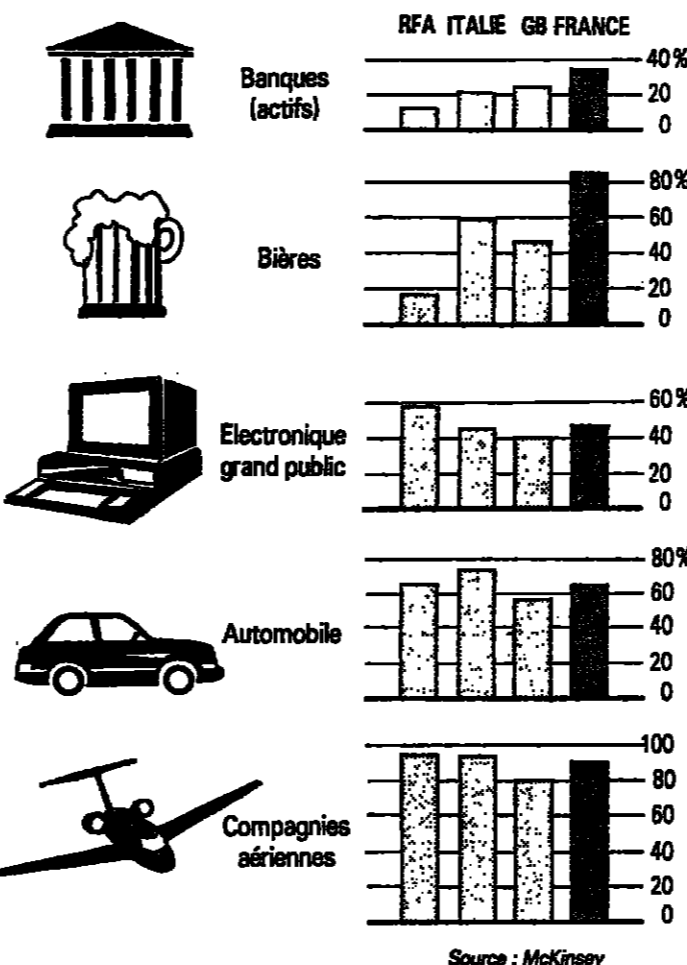 RFA ITALIE GB FRANCE
Banques
(actifs)
40%
20
0
Bières
80%
60
40
20
0
Electronique
grand public
60%
40
20
0
Automobile
80%
60
40
20
0
Compagnies
aériennes
100
80
60
40
20
0
Source : McKinsey